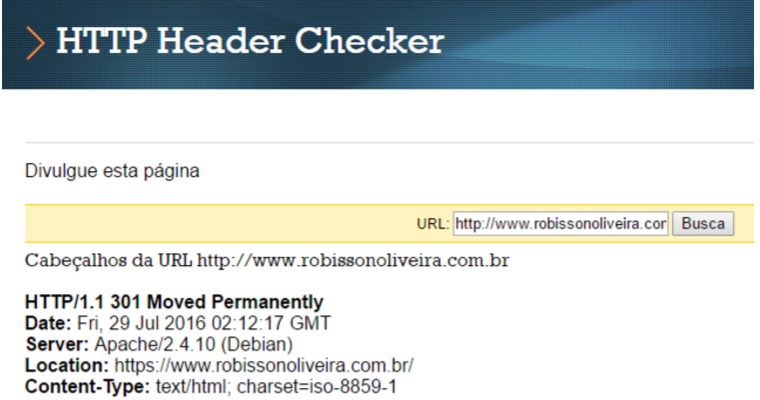 > HTTP Header Checker
Divulgue esta página
URL: http://www.robissonoliveira.cor Busca
Cabeçalhos da URL http://www.robissonoliveira.com.br
HTTP/1.1 301 Moved Permanently
Date: Fri, 29 Jul 2016 02:12:17 GMT
Server: Apache/2.4.10 (Debian)
Location: https://www.robissonoliveira.com.br/
Content-Type: text/html; charset=iso-8859-1